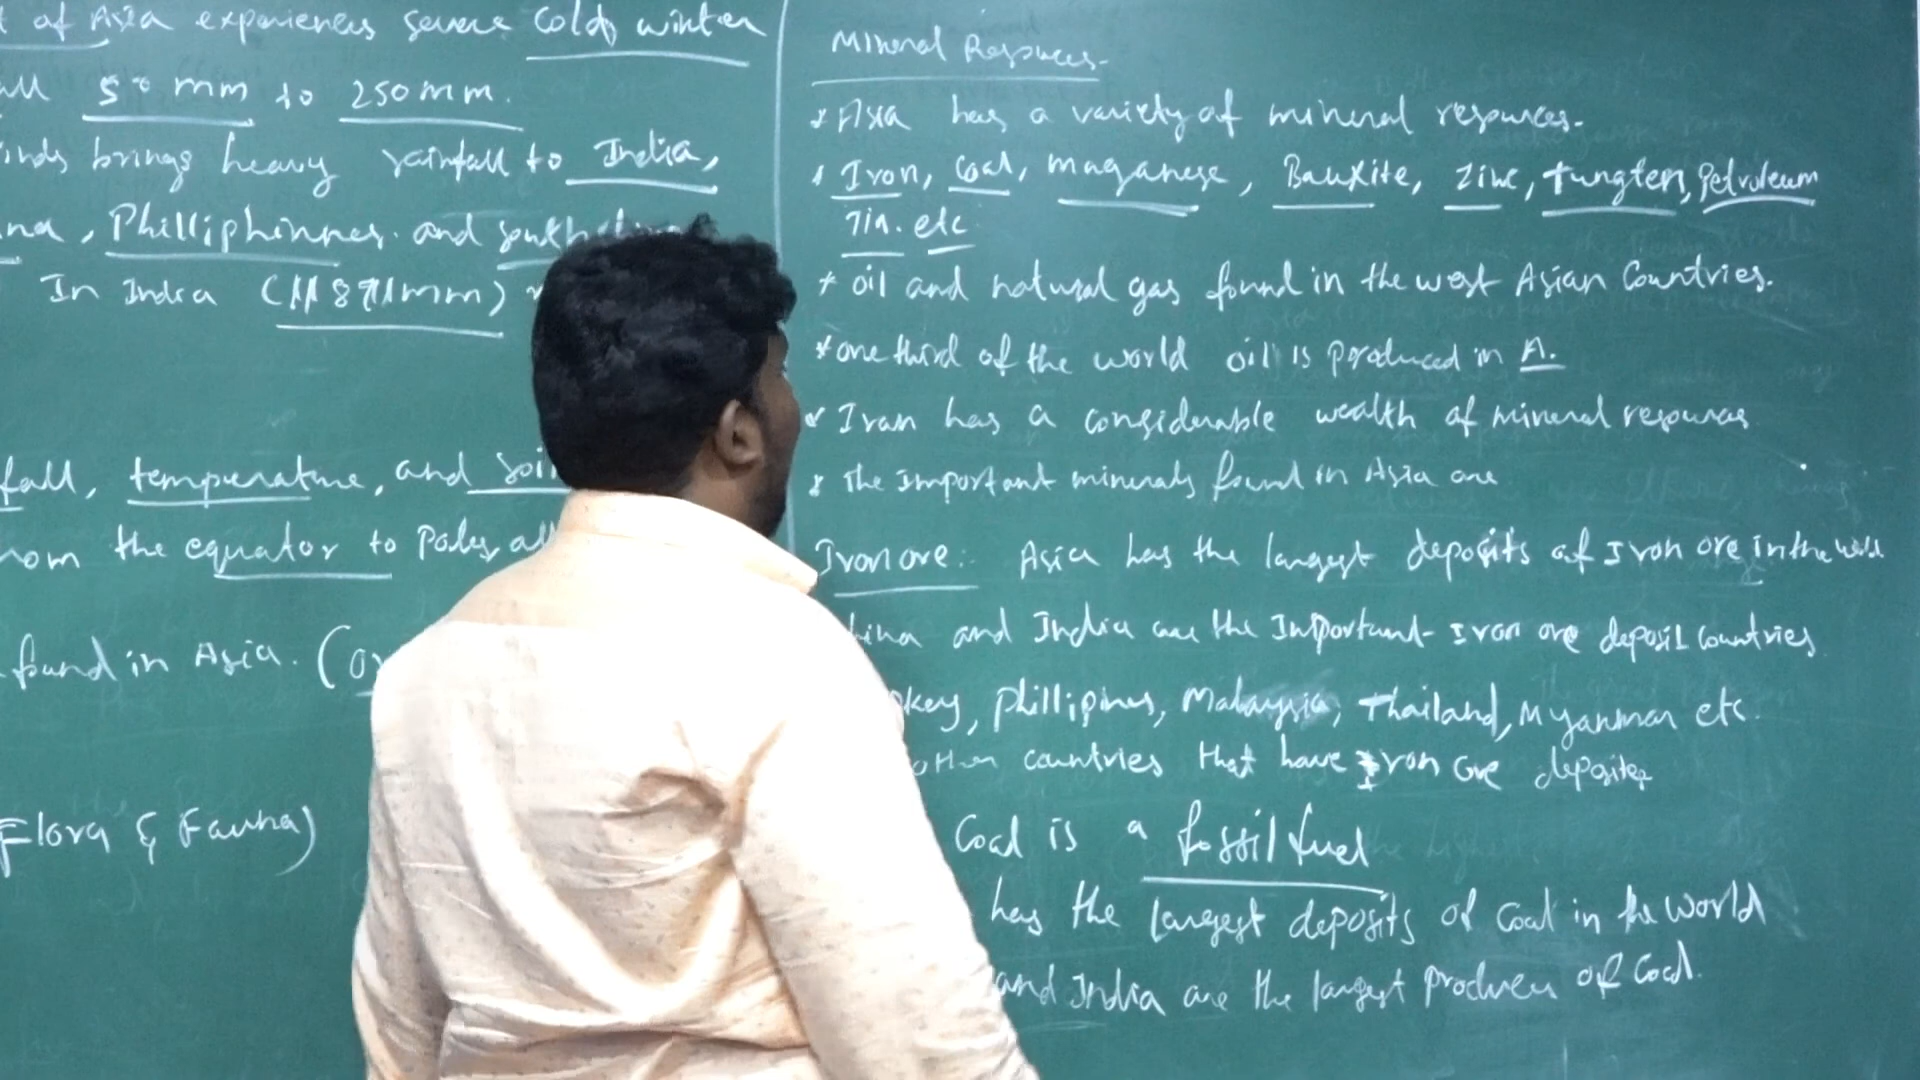 of Asia experiences severe cold winter
50 mm to 250mm.
inds brings heavy rainfall to India,
na, Philliphinnes. and south
In India (11871mm)
fall, temperature, and soil
rom the equator to Poles al
found in Asia. (or
Flora & Fauna)
Mineral Resources.
* Asia has a variety of mineral resources.
* Iron, Coal, maganese, Bauxite, Zinc, Tungten, Petroleum
Tin. etc
* oil and natural gas found in the west Asian Countries.
* one third of the world oil is produced in A.
* Iran has a considerable wealth of mineral resources
* The Important minerals found in Asia are
Iron ore:- Asia has the largest deposits of Iron ore in the world
hina and India are the Important Iron ore deposit Countries
key, Phillipines, Malaysia, Thailand, Myanmar etc.
other countries that have Iron ore deposites
Coal is a fossil fuel
has the largest deposits of Coal in the World
and India are the largest producers of Coal.